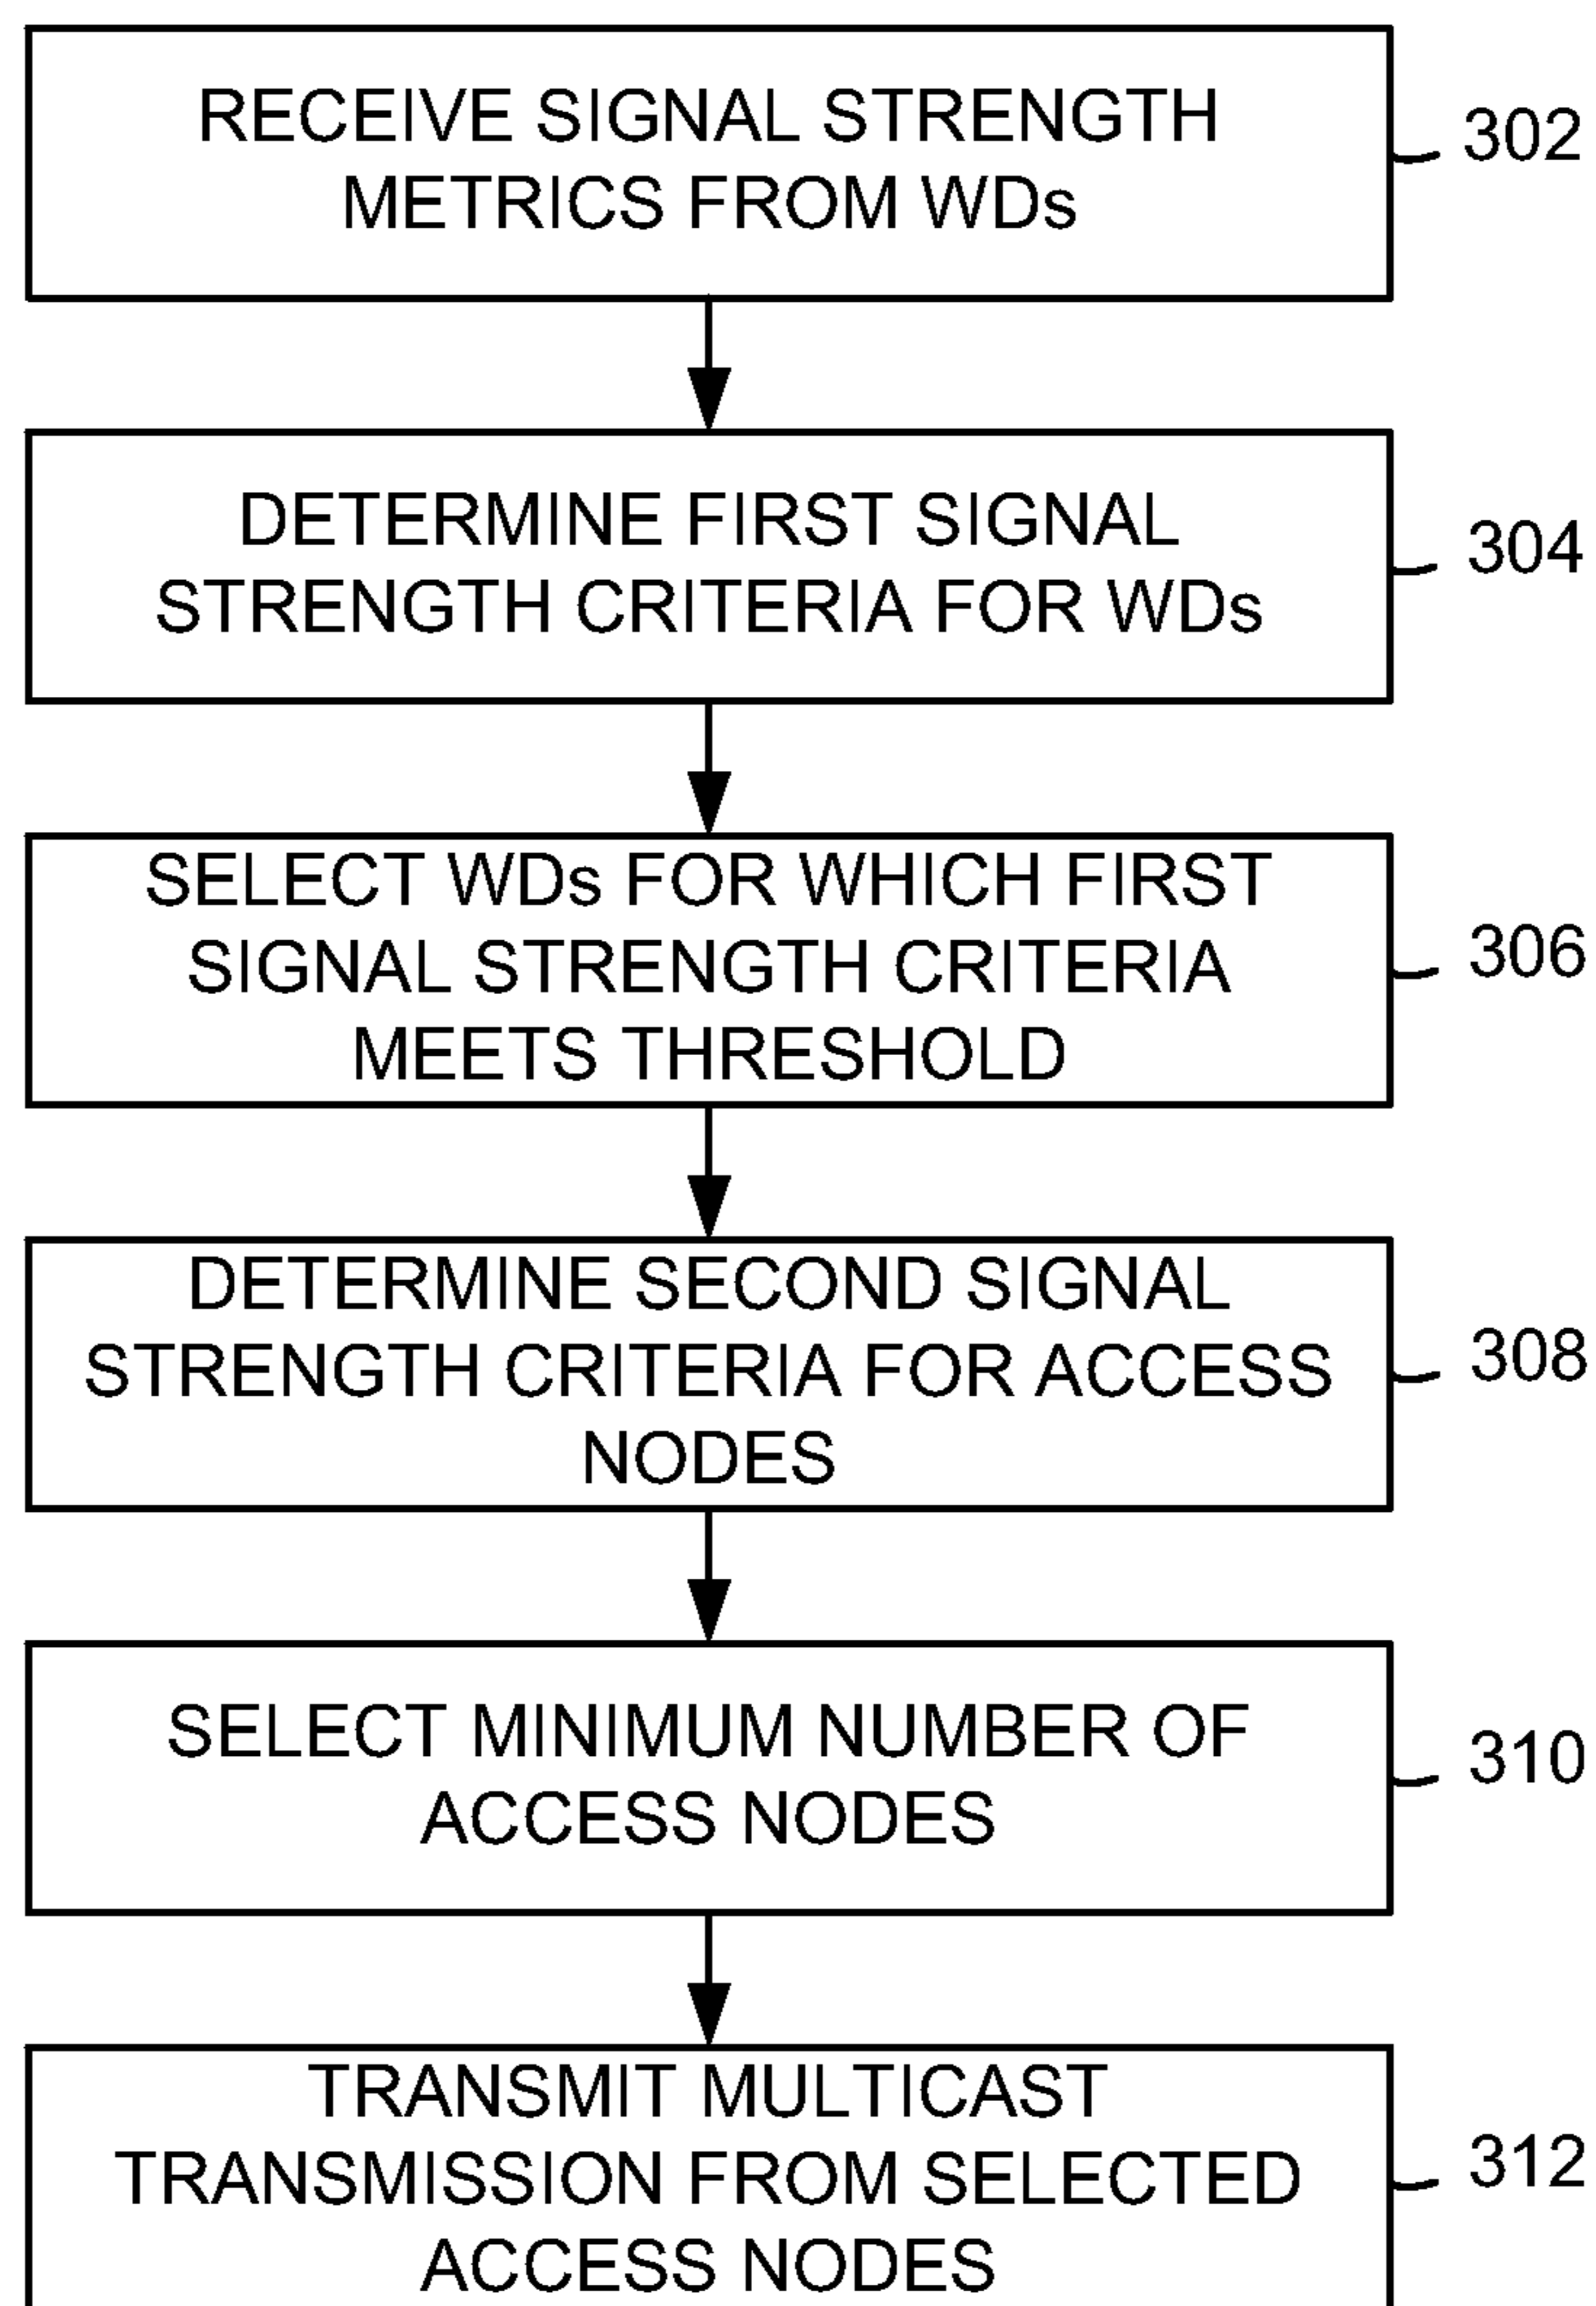 RECEIVE SIGNAL STRENGTH
METRICS FROM WDs
302
DETERMINE FIRST SIGNAL
STRENGTH CRITERIA FOR WDs
304
SELECT WDs FOR WHICH FIRST
SIGNAL STRENGTH CRITERIA
MEETS THRESHOLD
306
DETERMINE SECOND SIGNAL
STRENGTH CRITERIA FOR ACCESS
NODES
308
SELECT MINIMUM NUMBER OF
ACCESS NODES
310
TRANSMIT MULTICAST
TRANSMISSION FROM SELECTED
ACCESS NODES
312